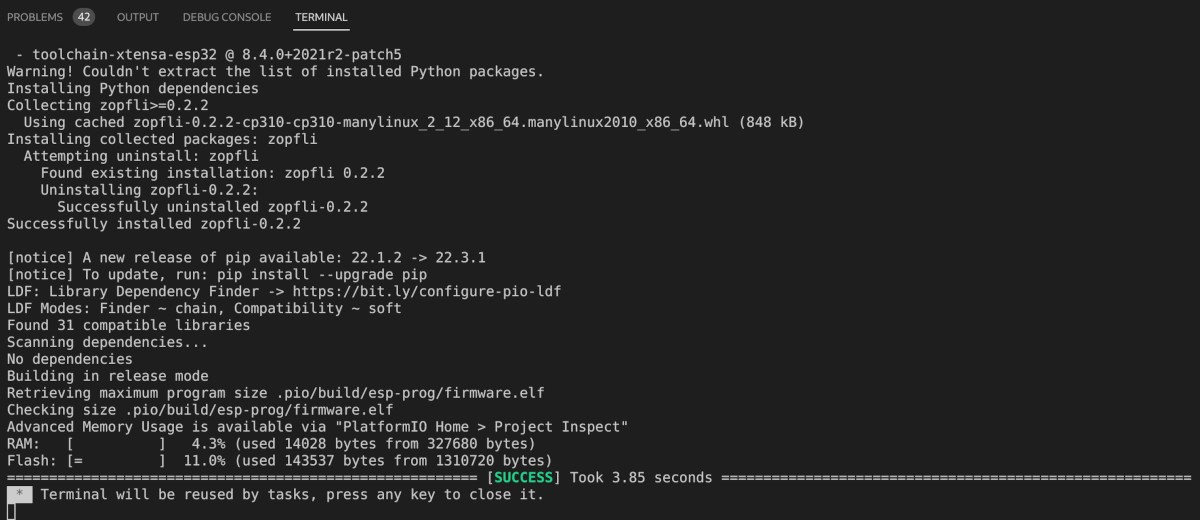 PROBLEMS 42 OUTPUT DEBUG CONSOLE TERMINAL
- toolchain-xtensa-esp32 @ 8.4.0+2021r2-patch5
Warning! Couldn't extract the list of installed Python packages.
Installing Python dependencies
Collecting zopfli>=0.2.2
Using cached zopfli-0.2.2-cp310-cp310-manylinux_2_12_x86_64.manylinux2010_x86_64.whl (848 kB)
Installing collected packages: zopfli
Attempting uninstall: zopfli
Found existing installation: zopfli 0.2.2
Uninstalling zopfli-0.2.2:
Successfully uninstalled zopfli-0.2.2
Successfully installed zopfli-0.2.2
[notice] A new release of pip available: 22.1.2 -> 22.3.1
[notice] To update, run: pip install --upgrade pip
LDF: Library Dependency Finder -> https://bit.ly/configure-pio-ldf
LDF Modes: Finder ~ chain, Compatibility ~ soft
Found 31 compatible libraries
Scanning dependencies...
No dependencies
Building in release mode
Retrieving maximum program size .pio/build/esp-prog/firmware.elf
Checking size .pio/build/esp-prog/firmware.elf
Advanced Memory Usage is available via "PlatformIO Home > Project Inspect"
RAM:   [          ]   4.3% (used 14028 bytes from 327680 bytes)
Flash: [=         ]  11.0% (used 143537 bytes from 1310720 bytes)
======================================================== [SUCCESS] Took 3.85 seconds ========================================================
* Terminal will be reused by tasks, press any key to close it.